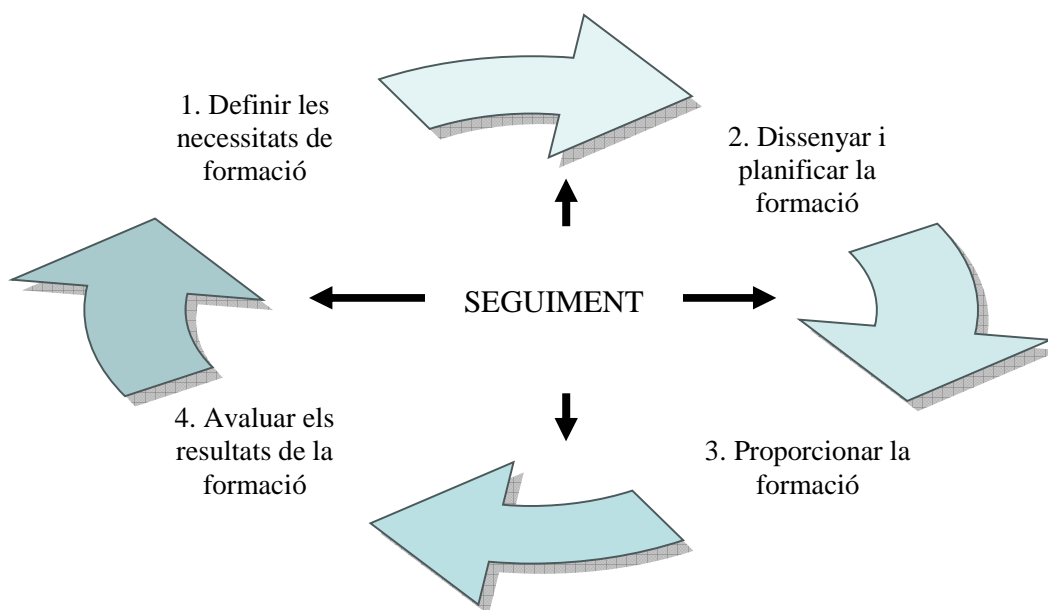 1. Definir les
necessitats de
formació
2. Dissenyar i
planificar la
formació
SEGUIMENT
3. Proporcionar la
formació
4. Avaluar els
resultats de la
formació